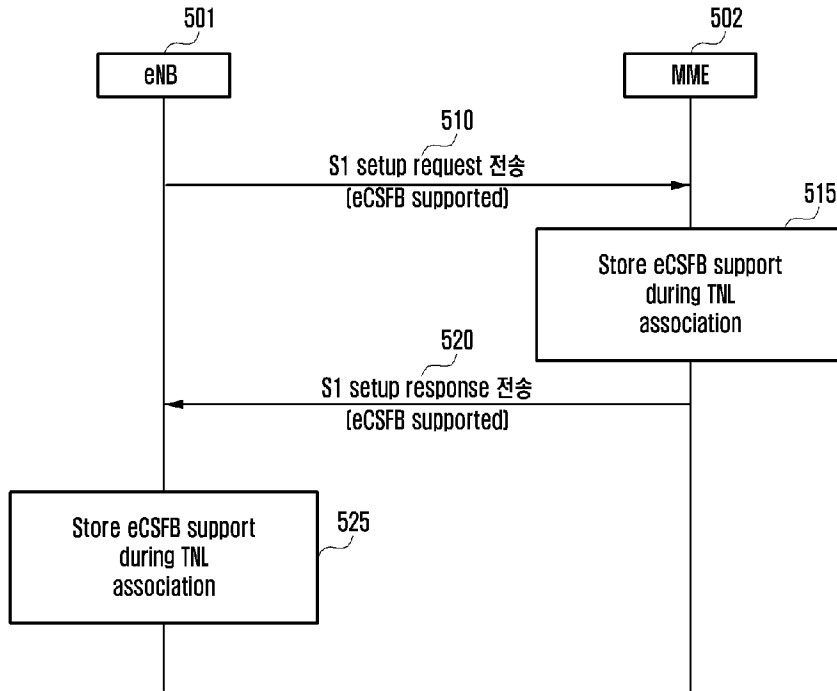 501
502
eNB
MME
510
S1 setup request 전송
(eCSFB supported)
515
Store eCSFB support
during TNL
association
520
S1 setup response 전송
(eCSFB supported)
Store eCSFB support
during TNL
association
525